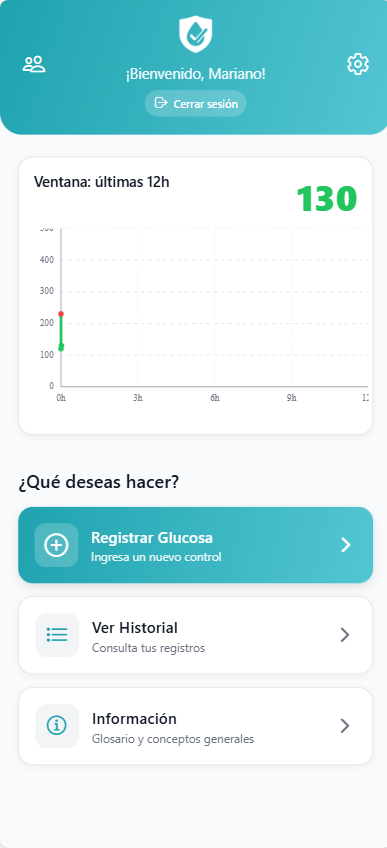 ¡Bienvenido, Mariano!
Cerrar sesión
Ventana: últimas 12h
130
500
400
300
200
100
0
0h
3h
6h
9h
12
¿Qué deseas hacer?
Registrar Glucosa
Ingresa un nuevo control
Ver Historial
Consulta tus registros
Información
Glosario y conceptos generales